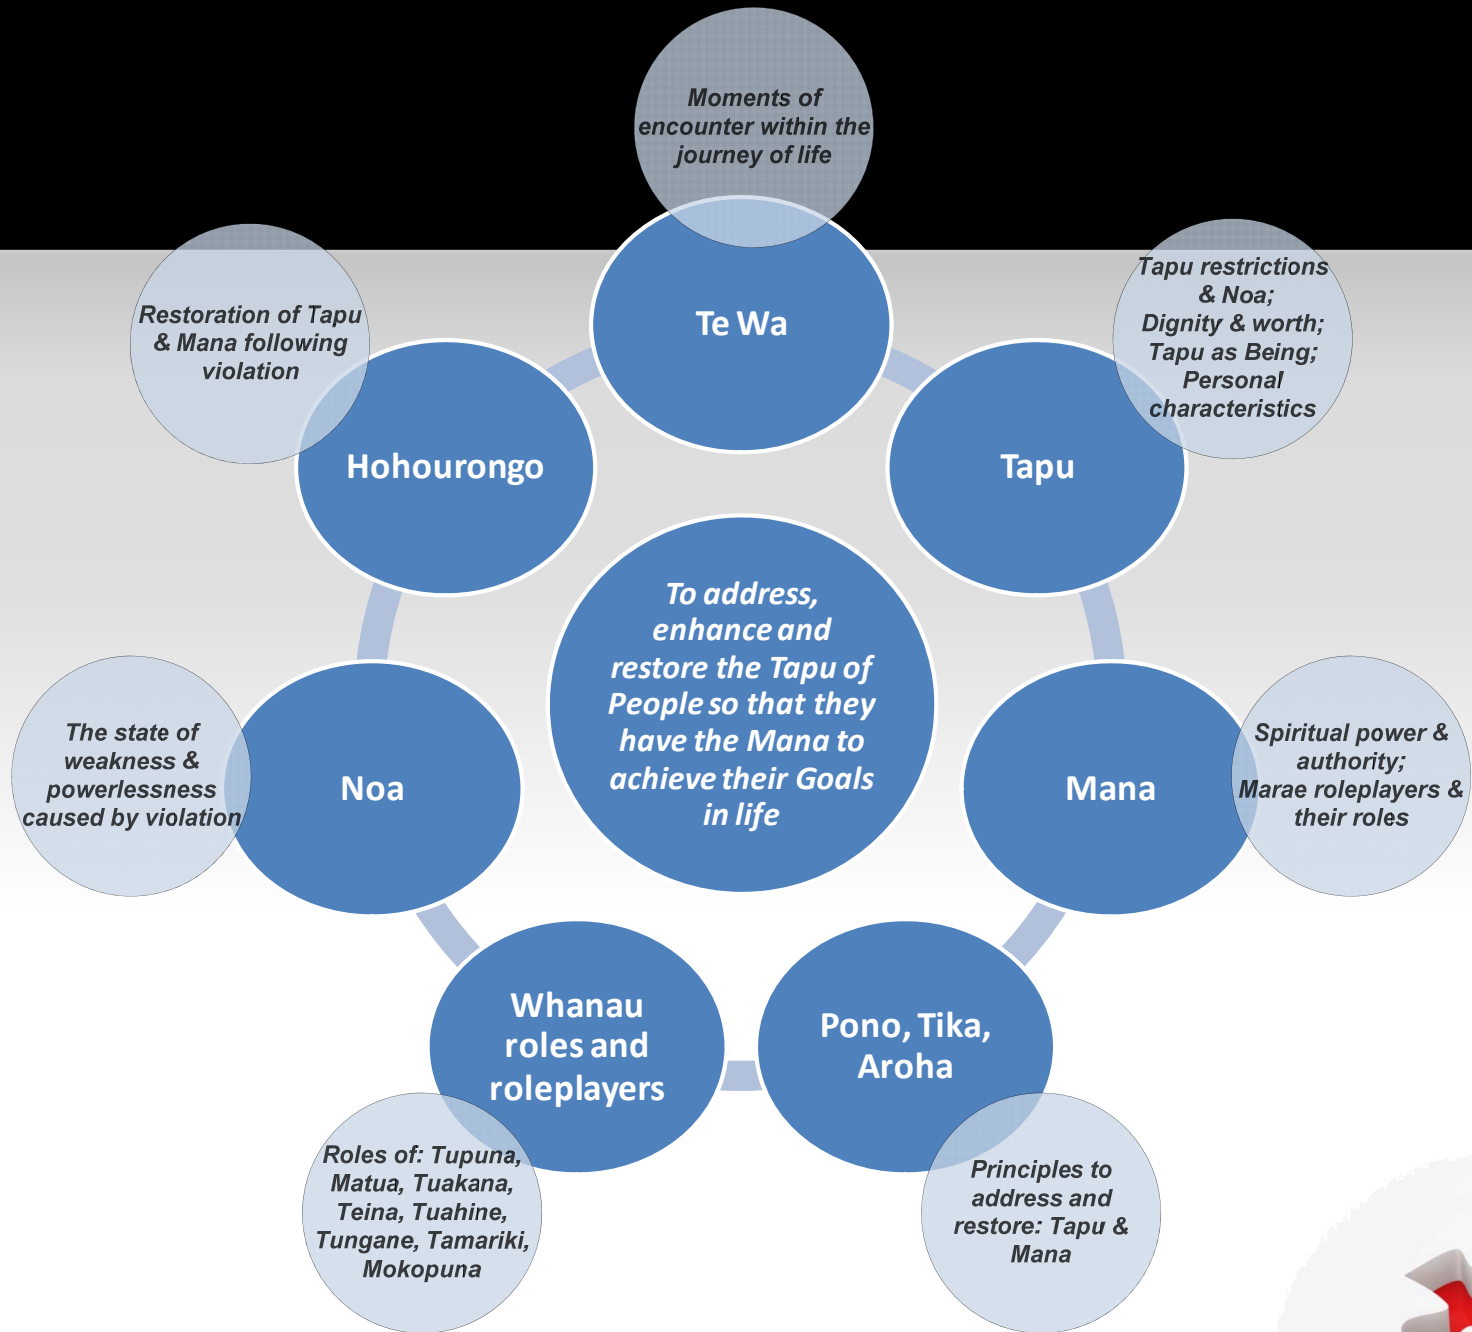 Moments of
encounter within the
journey of life
Te Wa
Tapu restrictions
& Noa;
Dignity & worth;
Tapu as Being;
Personal
characteristics
Tapu
Spiritual power &
authority;
Marae roleplayers &
their roles
Mana
Pono, Tika,
Aroha
Principles to
address and
restore: Tapu &
Mana
Whanau
roles and
roleplayers
Roles of: Tupuna,
Matua, Tuakana,
Teina, Tuahine,
Tungane, Tamariki,
Mokopuna
Noa
The state of
weakness &
powerlessness
caused by violation
Hohourongo
Restoration of Tapu
& Mana following
violation
To address,
enhance and
restore the Tapu of
People so that they
have the Mana to
achieve their Goals
in life